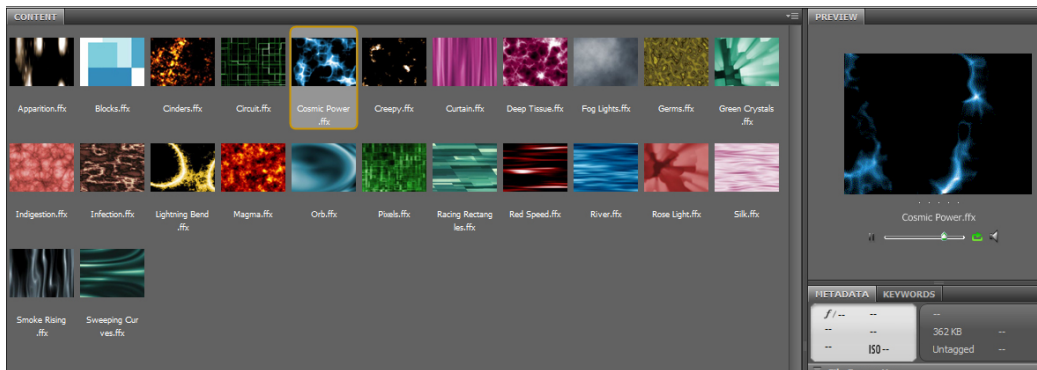 CONTENT
PREVIEW
Apparition.ffx
Blocks.ffx
Cinders.ffx
Circuit.ffx
Cosmic Power
.ffx
Creepy.ffx
Curtain.ffx
Deep Tissue.ffx
Fog Lights.ffx
Germs.ffx
Green Crystals
.ffx
Indigestion.ffx
Infection.ffx
Lightning Bend
.ffx
Magma.ffx
Orb.ffx
Pixels.ffx
Racing Rectang
les.ffx
Red Speed.ffx
River.ffx
Rose Light.ffx
Silk.ffx
Smoke Rising
.ffx
Sweeping Cur
ves.ffx
Cosmic Power.ffx
METADATA KEYWORDS
f/-- -- --
-- -- 362 KB --
-- ISO -- Untagged --